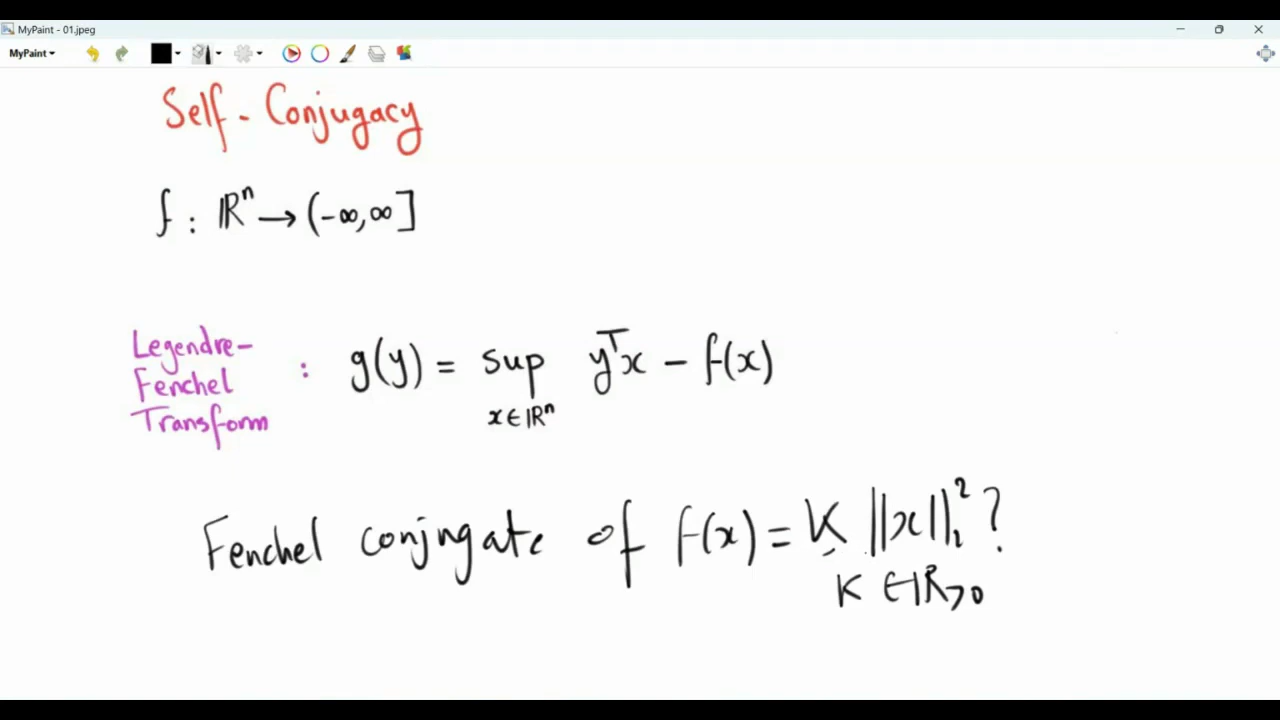 MyPaint - 01.jpeg
MyPaint
Self - Conjugacy
f : ℝⁿ → (-∞, ∞]
Legendre-
Fenchel
Transform
: g(y) = sup yᵀx - f(x)
x ∈ ℝⁿ
Fenchel conjugate of f(x) = K ||x||₂² ?
K ∈ ℝ>0